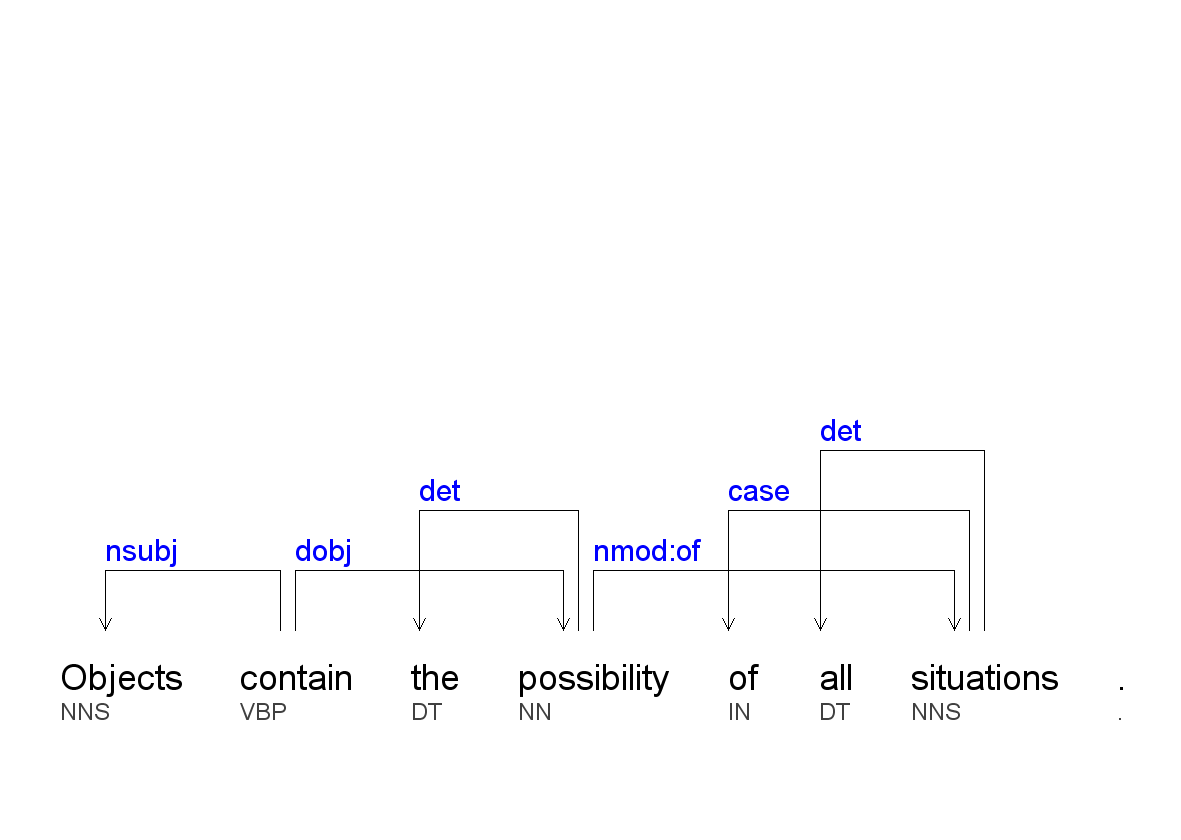 det
det case
nsubj dobj nmod:of
Objects contain the possibility of all situations .
NNS VBP DT NN IN DT NNS .